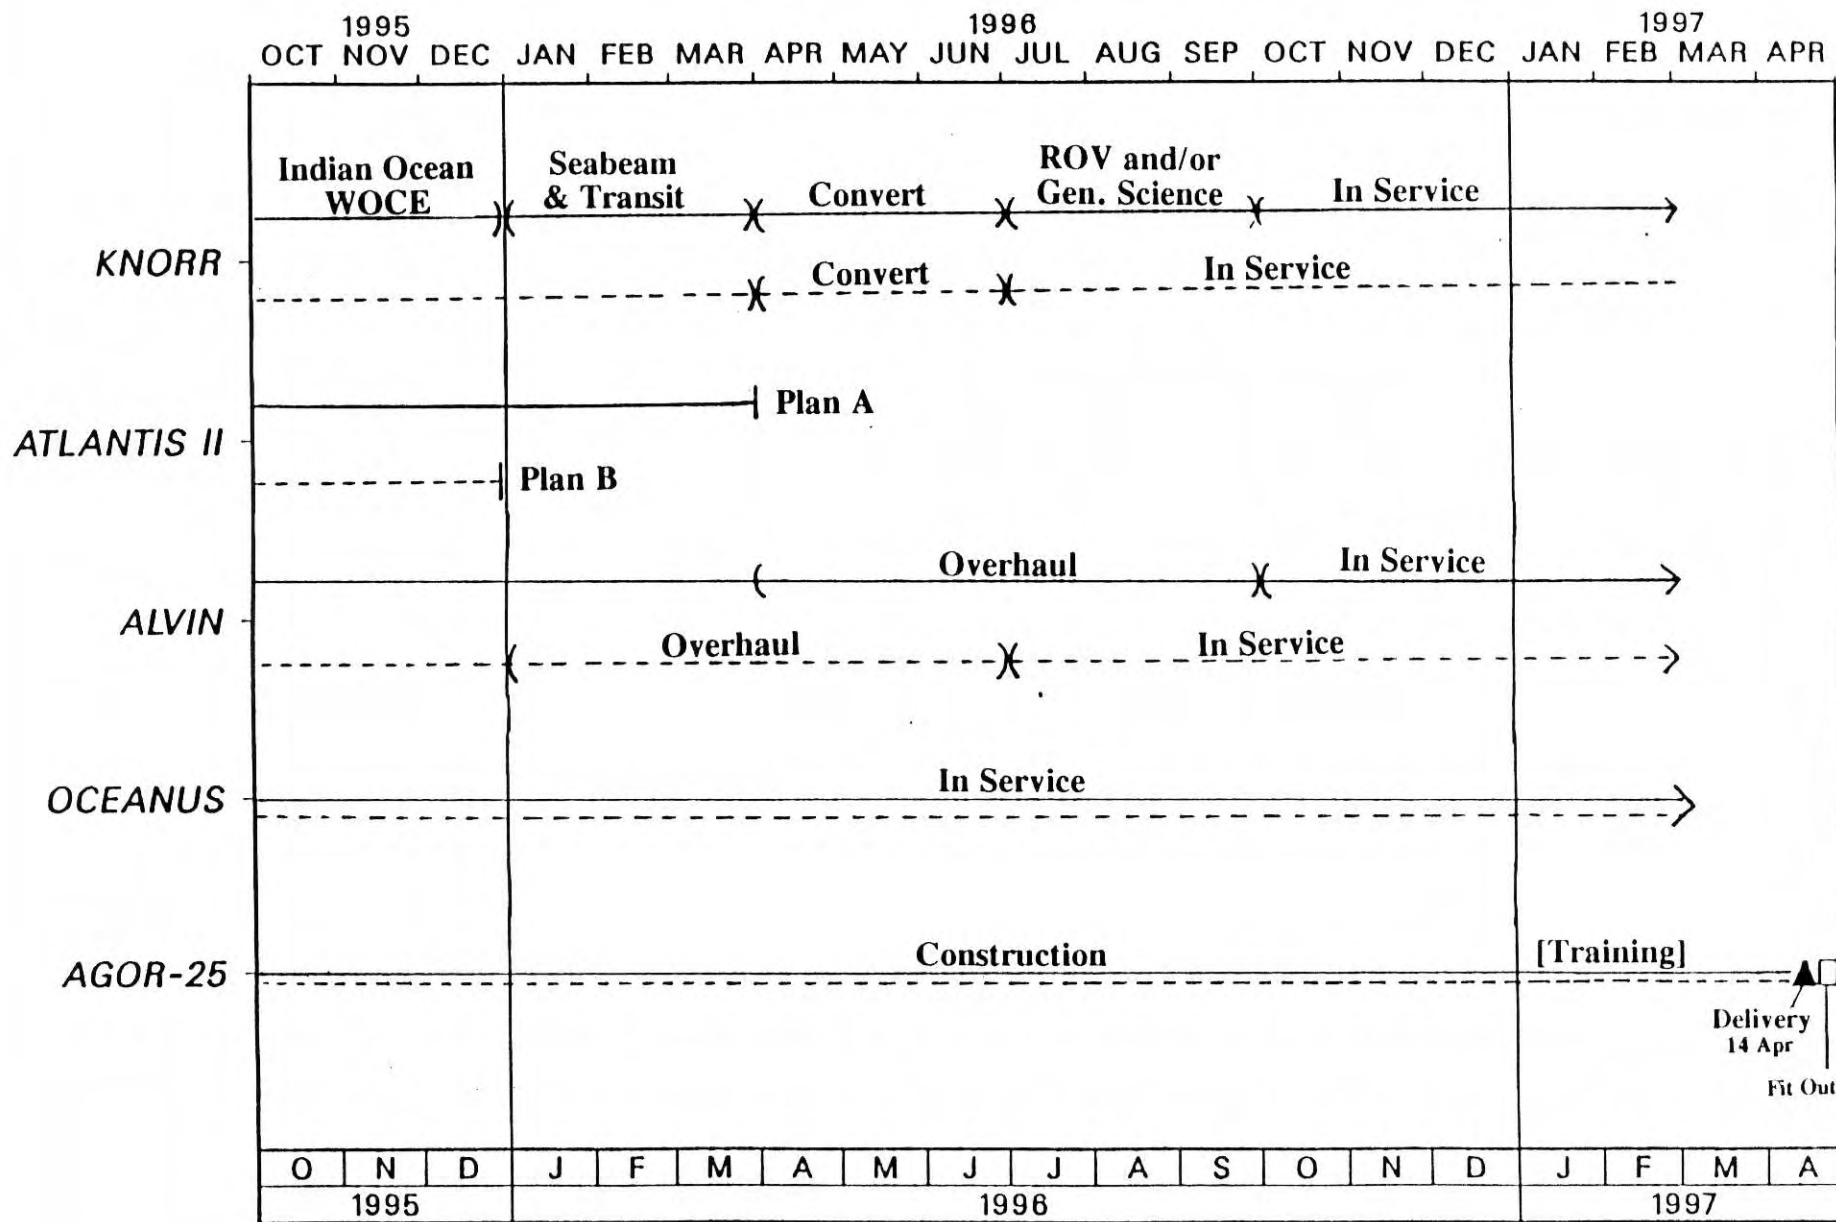 1995 1996 1997
OCT NOV DEC JAN FEB MAR APR MAY JUN JUL AUG SEP OCT NOV DEC JAN FEB MAR APR
Indian Ocean
WOCE
Seabeam
& Transit
Convert
ROV and/or
Gen. Science
In Service
KNORR
Convert
In Service
Plan A
ATLANTIS II
Plan B
Overhaul
In Service
ALVIN
Overhaul
In Service
In Service
OCEANUS
Construction
[Training]
AGOR-25
Delivery
14 Apr
Fit Out
O N D J F M A M J J A S O N D J F M A
1995 1996 1997